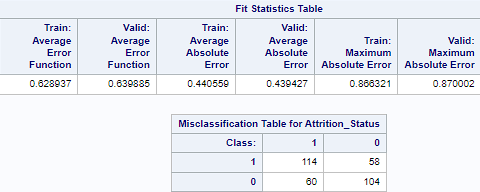 Fit Statistics Table
Train: Average Error Function Valid: Average Error Function Train: Average Absolute Error Valid: Average Absolute Error Train: Maximum Absolute Error Valid: Maximum Absolute Error
0.628937 0.639885 0.440559 0.439427 0.866321 0.870002
Misclassification Table for Attrition_Status
Class: 1 0
1 114 58
0 60 104